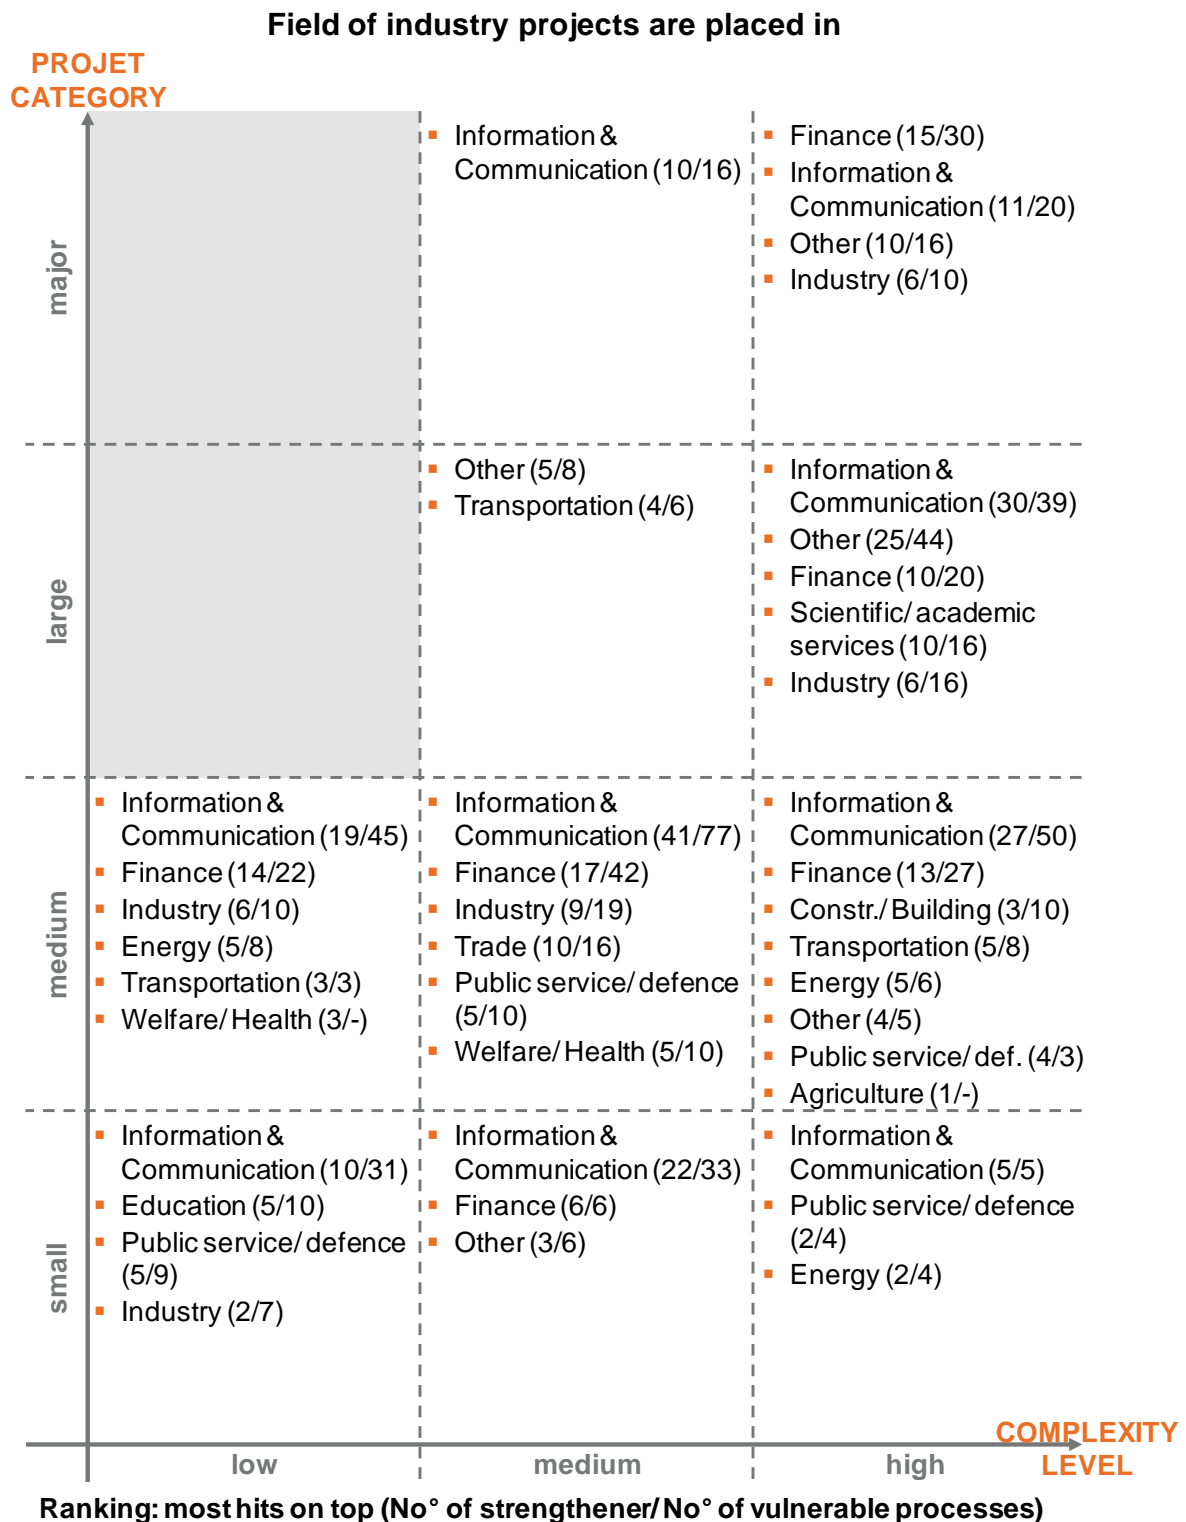 Field of industry projects are placed in
PROJET
CATEGORY
major
▪ Information &
Communication (10/16)
▪ Finance (15/30)
▪ Information &
Communication (11/20)
▪ Other (10/16)
▪ Industry (6/10)
large
▪ Other (5/8)
▪ Transportation (4/6)
▪ Information &
Communication (30/39)
▪ Other (25/44)
▪ Finance (10/20)
▪ Scientific/ academic
services (10/16)
▪ Industry (6/16)
medium
▪ Information &
Communication (19/45)
▪ Finance (14/22)
▪ Industry (6/10)
▪ Energy (5/8)
▪ Transportation (3/3)
▪ Welfare/ Health (3/-)
▪ Information &
Communication (41/77)
▪ Finance (17/42)
▪ Industry (9/19)
▪ Trade (10/16)
▪ Public service/ defence
(5/10)
▪ Welfare/ Health (5/10)
▪ Information &
Communication (27/50)
▪ Finance (13/27)
▪ Constr./ Building (3/10)
▪ Transportation (5/8)
▪ Energy (5/6)
▪ Other (4/5)
▪ Public service/ def. (4/3)
▪ Agriculture (1/-)
small
▪ Information &
Communication (10/31)
▪ Education (5/10)
▪ Public service/ defence
(5/9)
▪ Industry (2/7)
▪ Information &
Communication (22/33)
▪ Finance (6/6)
▪ Other (3/6)
▪ Information &
Communication (5/5)
▪ Public service/ defence
(2/4)
▪ Energy (2/4)
low
medium
high
COMPLEXITY
LEVEL
Ranking: most hits on top (No° of strengthener/ No° of vulnerable processes)